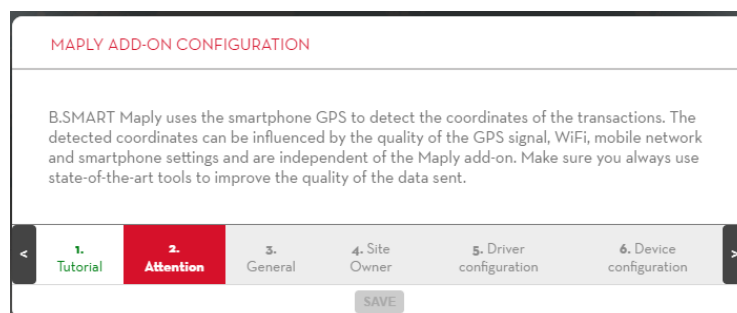 MAPLY ADD-ON CONFIGURATION
B.SMART Maply uses the smartphone GPS to detect the coordinates of the transactions. The
detected coordinates can be influenced by the quality of the GPS signal, WiFi, mobile network
and smartphone settings and are independent of the Maply add-on. Make sure you always use
state-of-the-art tools to improve the quality of the data sent.
<
1.
Tutorial
2.
Attention
3.
General
4. Site
Owner
5. Driver
configuration
6. Device
configuration
>
SAVE